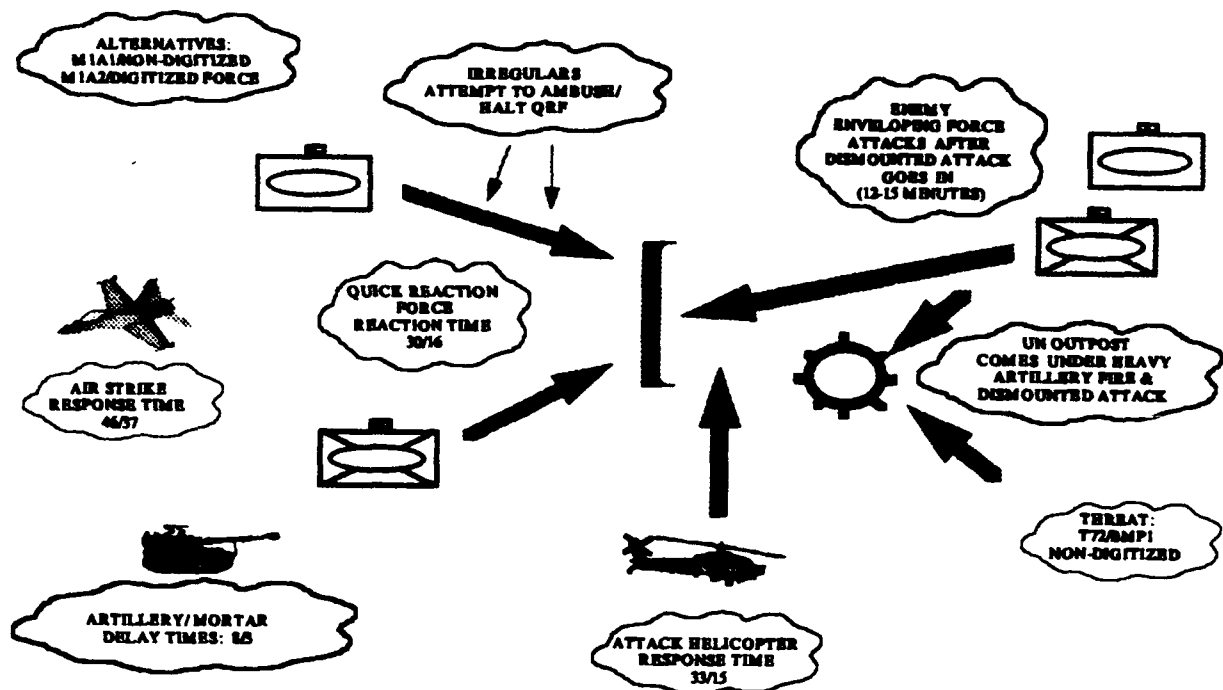 ALTERNATIVES:
M1A1/NON-DIGITIZED
M1A2/DIGITIZED FORCE
IRREGULARS
ATTEMPT TO AMBUSH/
HALT QRF
ENEMY
ENVELOPING FORCE
ATTACKS AFTER
DISMOUNTED ATTACK
GOES IN
(12-15 MINUTES)
QUICK REACTION
FORCE
REACTION TIME
30/16
AIR STRIKE
RESPONSE TIME
46/37
UN OUTPOST
COMES UNDER HEAVY
ARTILLERY FIRE &
DISMOUNTED ATTACK
THREAT:
T72/BMP1
NON-DIGITIZED
ARTILLERY/MORTAR
DELAY TIMES: 8/5
ATTACK HELICOPTER
RESPONSE TIME
33/15